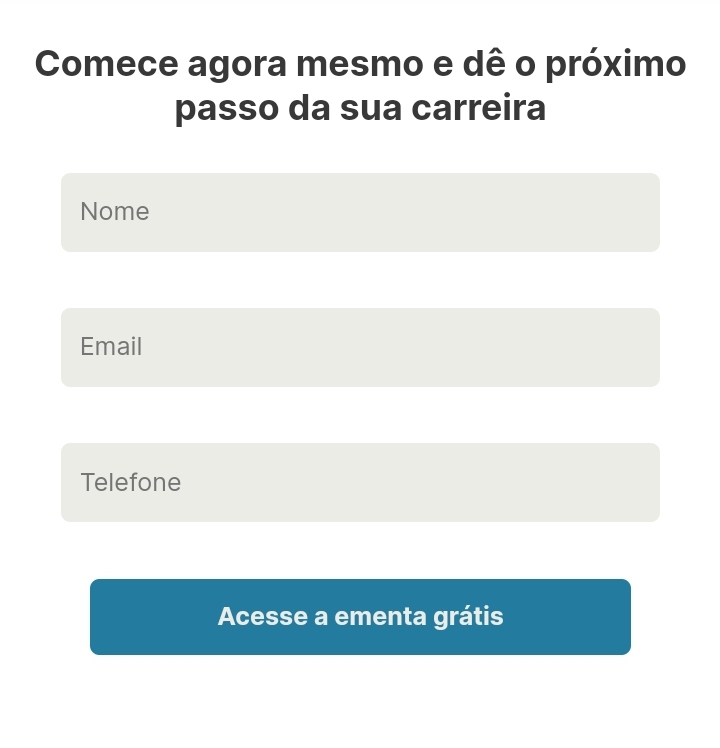 Comece agora mesmo e dê o próximo
passo da sua carreira
Nome
Email
Telefone
Acesse a ementa grátis